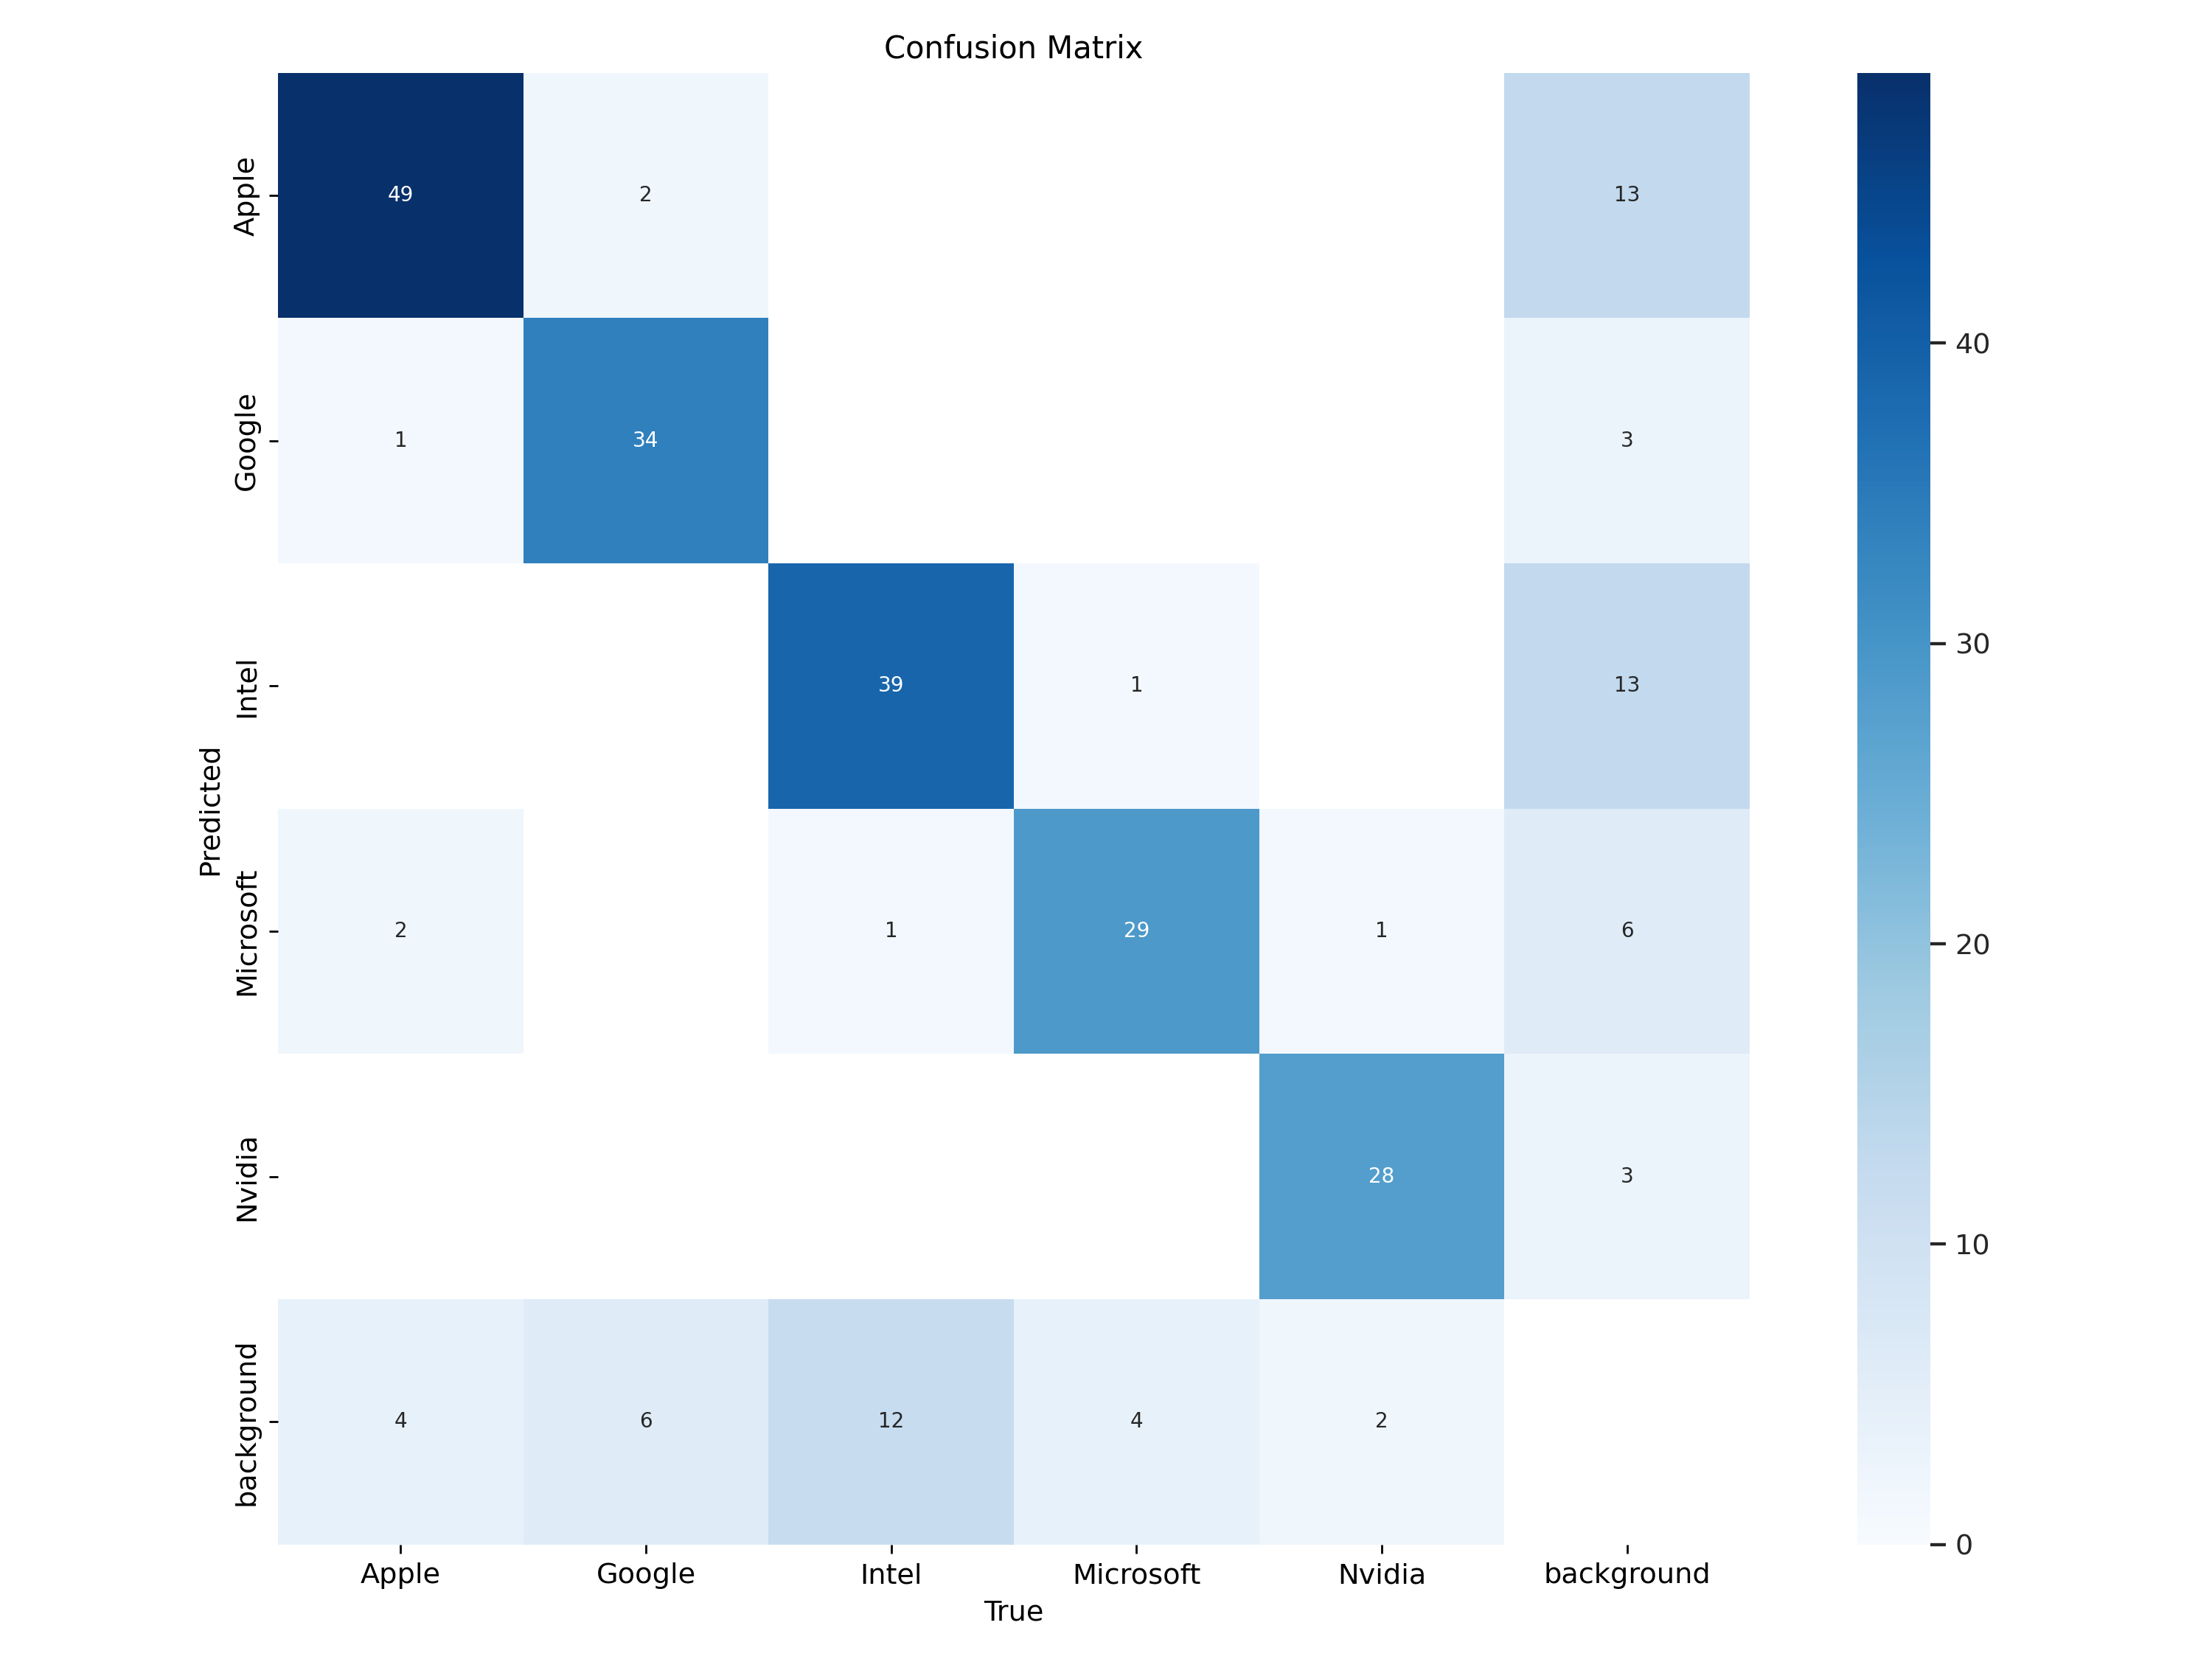 Confusion Matrix
Apple 49 2 13
Google 1 34 3
Intel 39 1 13
Microsoft 2 1 29 1 6
Nvidia 28 3
background 4 6 12 4 2
Apple Google Intel Microsoft Nvidia background
True
Predicted
40
30
20
10
0